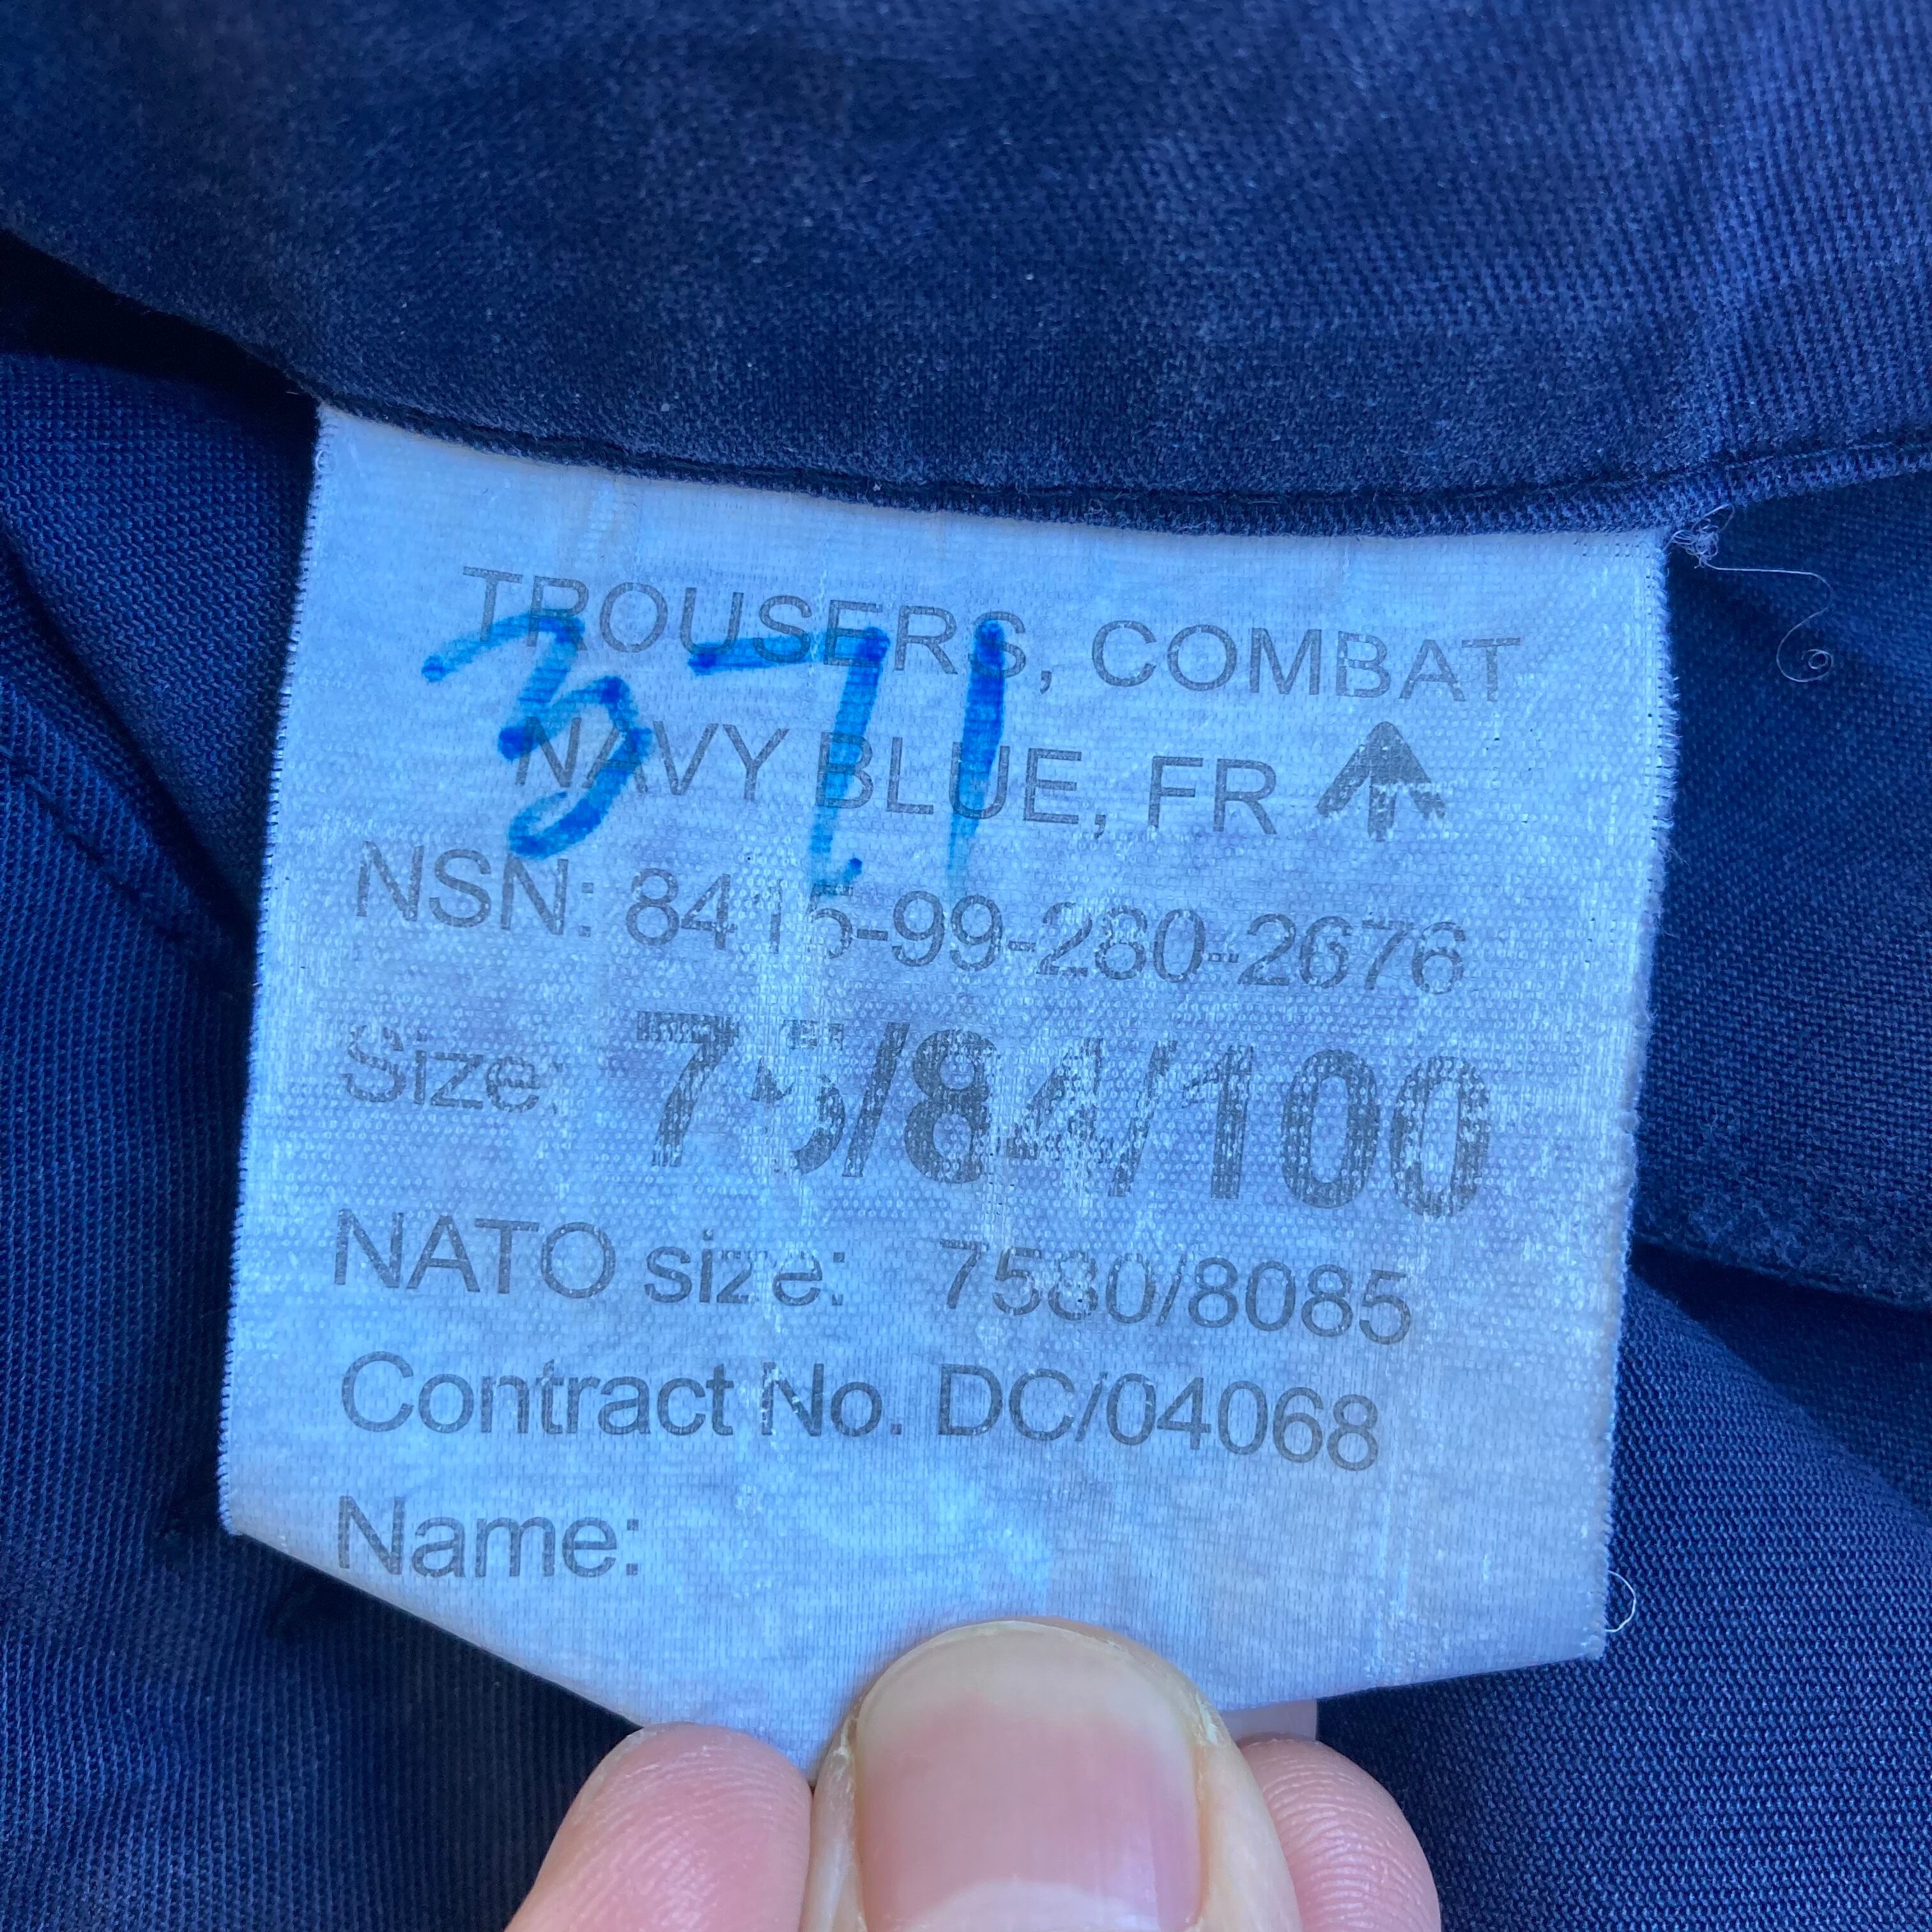 TROUSERS, COMBAT
371
NAVY BLUE, FR
NSN: 8415-99-280-2676
Size: 75/84/100
NATO size: 7580/8085
Contract No. DC/04068
Name: